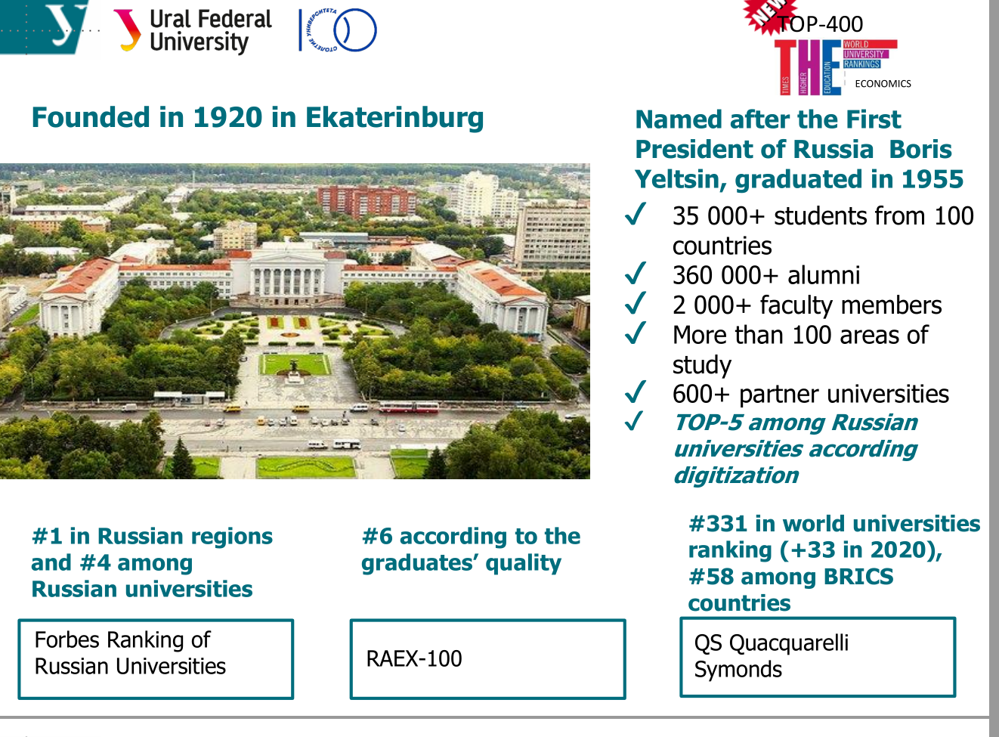 У
Ural Federal
University
СТОЛЕТИЕ УНИВЕРСИТЕТА
NEW
TOP-400
TIMES
HIGHER
EDUCATION
WORLD
UNIVERSITY
RANKINGS
ECONOMICS
Founded in 1920 in Ekaterinburg
Named after the First
President of Russia Boris
Yeltsin, graduated in 1955
✓ 35 000+ students from 100
countries
✓ 360 000+ alumni
✓ 2 000+ faculty members
✓ More than 100 areas of
study
✓ 600+ partner universities
✓ TOP-5 among Russian
universities according
digitization
#1 in Russian regions
and #4 among
Russian universities
Forbes Ranking of
Russian Universities
#6 according to the
graduates’ quality
RAEX-100
#331 in world universities
ranking (+33 in 2020),
#58 among BRICS
countries
QS Quacquarelli
Symonds